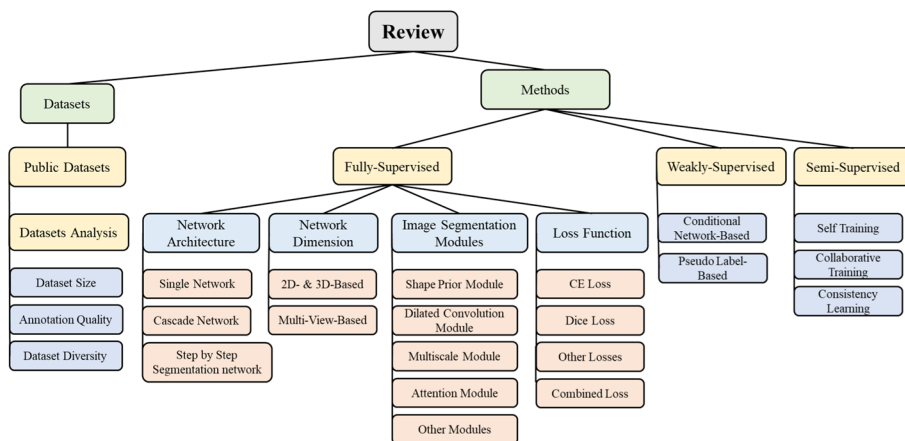 Review
Datasets
Methods
Public Datasets
Fully-Supervised
Weakly-Supervised
Semi-Supervised
Datasets Analysis
Network
Architecture
Network
Dimension
Image Segmentation
Modules
Loss Function
Conditional
Network-Based
Self Training
Dataset Size
Single Network
2D- & 3D-Based
Shape Prior Module
CE Loss
Pseudo Label-
Based
Collaborative
Training
Annotation Quality
Cascade Network
Multi-View-Based
Dilated Convolution
Module
Dice Loss
Consistency
Learning
Dataset Diversity
Step by Step
Segmentation network
Multiscale Module
Other Losses
Attention Module
Combined Loss
Other Modules